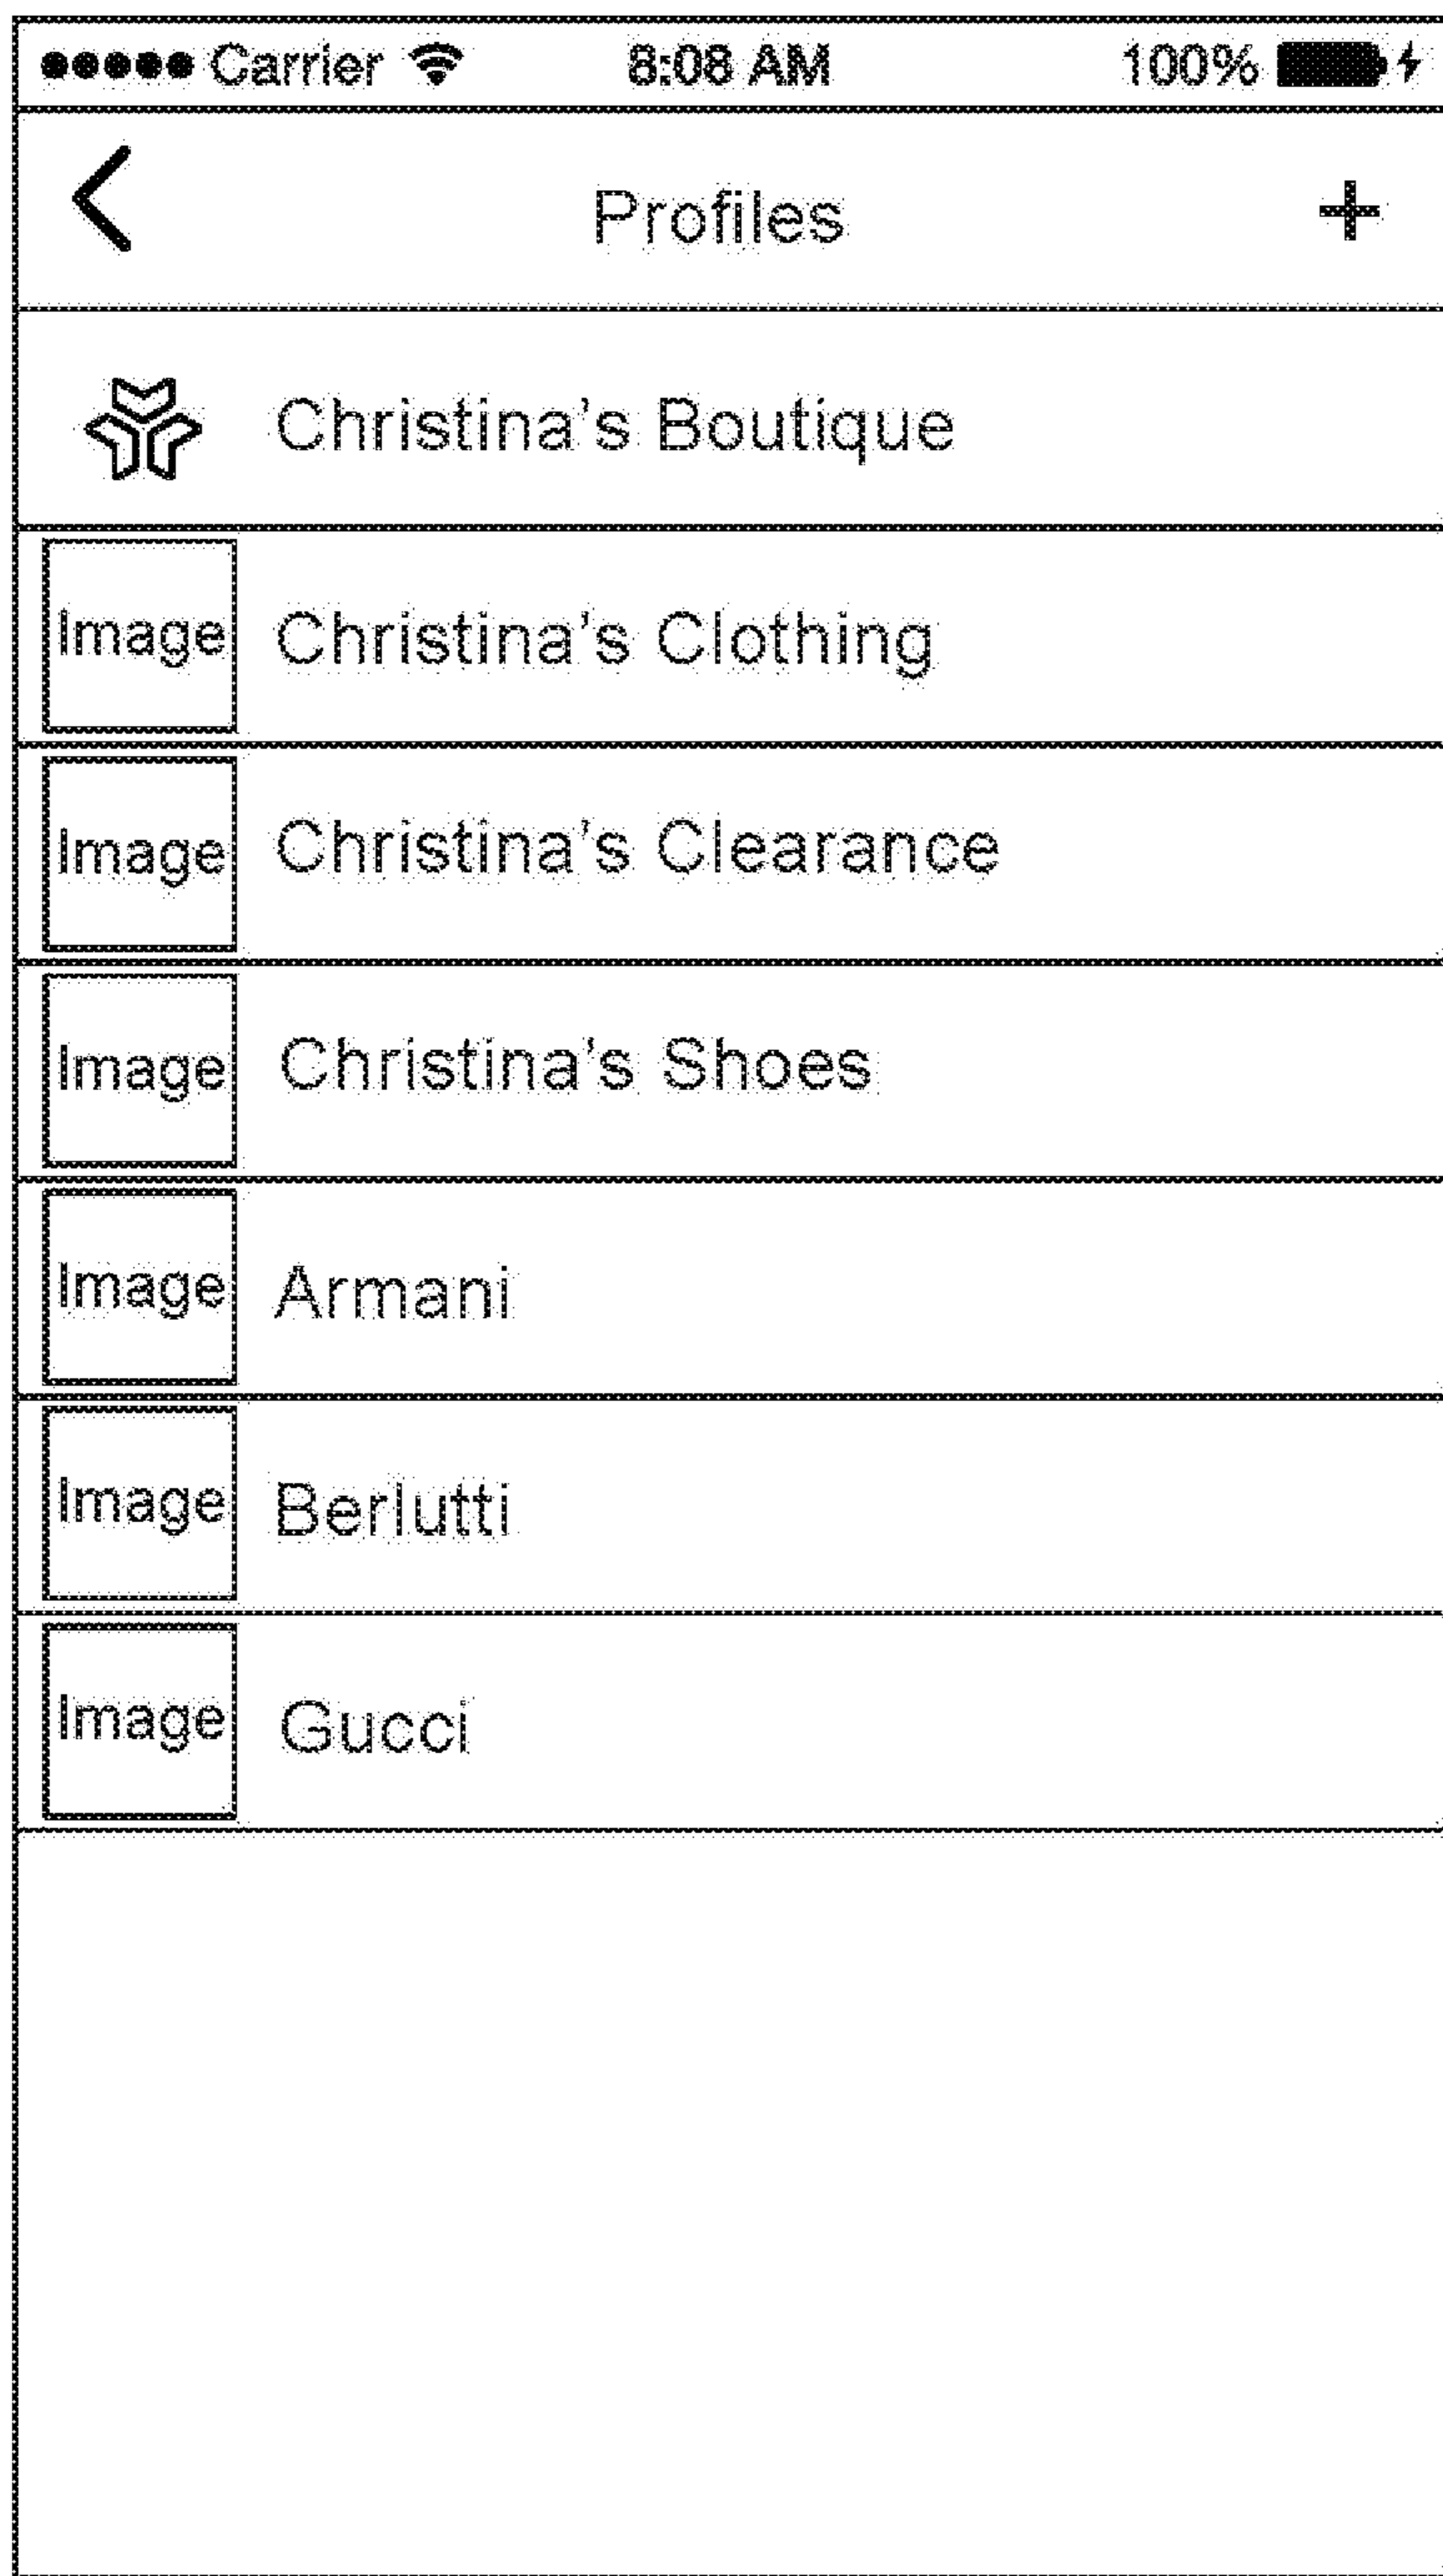 Carrier 8:08 AM 100%
Profiles +
Christina's Boutique
Image Christina's Clothing
Image Christina's Clearance
Image Christina's Shoes
Image Armani
Image Berlutti
Image Gucci